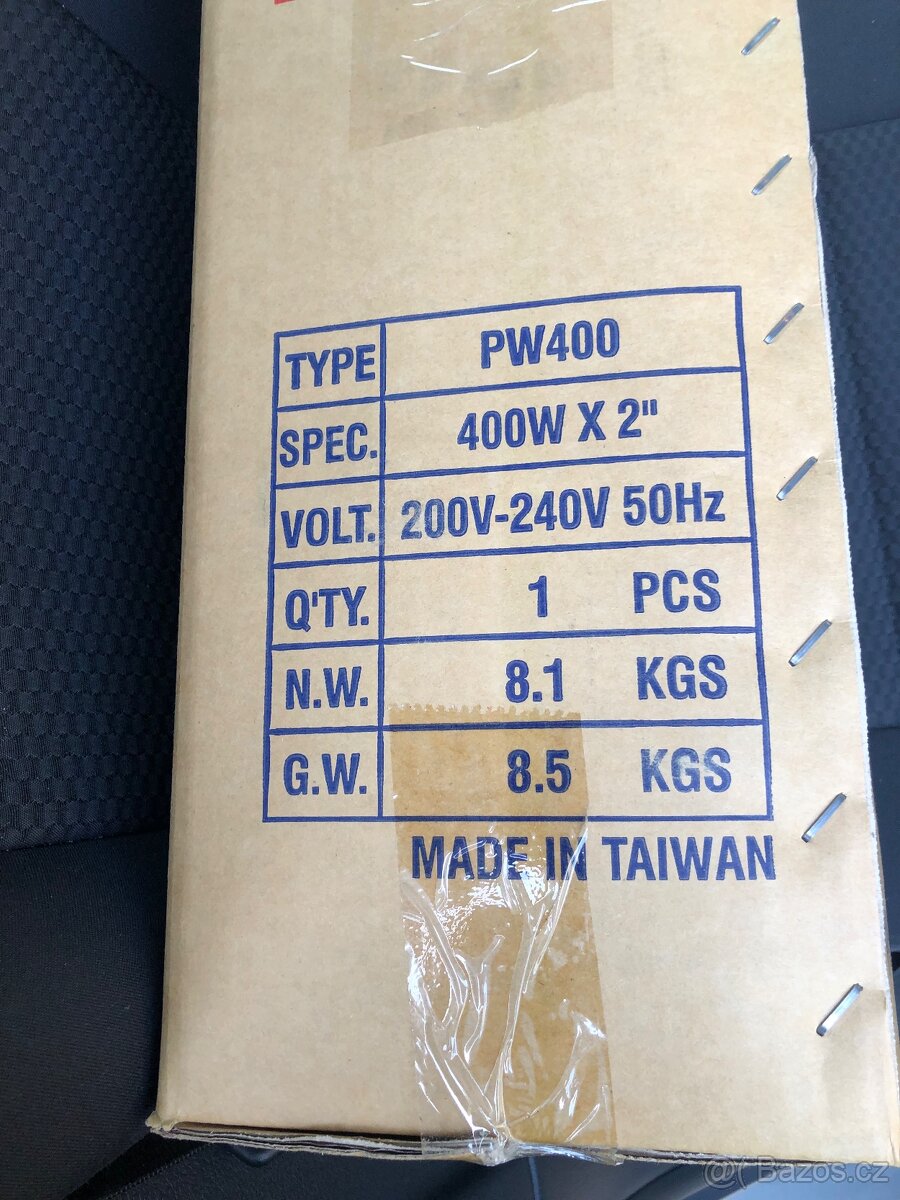 TYPE PW400
SPEC. 400W X 2"
VOLT. 200V-240V 50Hz
Q'TY. 1 PCS
N.W. 8.1 KGS
G.W. 8.5 KGS
MADE IN TAIWAN
@( Bazos.cz